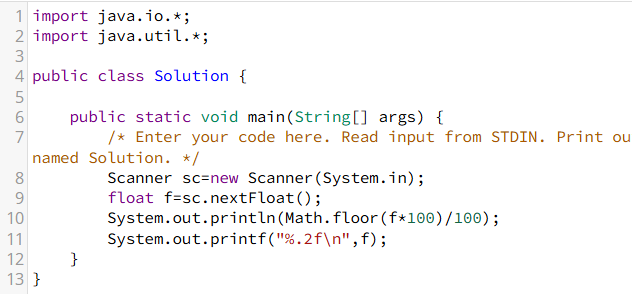 1 import java.io.*;
2 import java.util.*;
3
4 public class Solution {
5
6     public static void main(String[] args) {
7         /* Enter your code here. Read input from STDIN. Print ou
named Solution. */
8         Scanner sc=new Scanner(System.in);
9         float f=sc.nextFloat();
10         System.out.println(Math.floor(f*100)/100);
11         System.out.printf("%.2f\n",f);
12     }
13 }